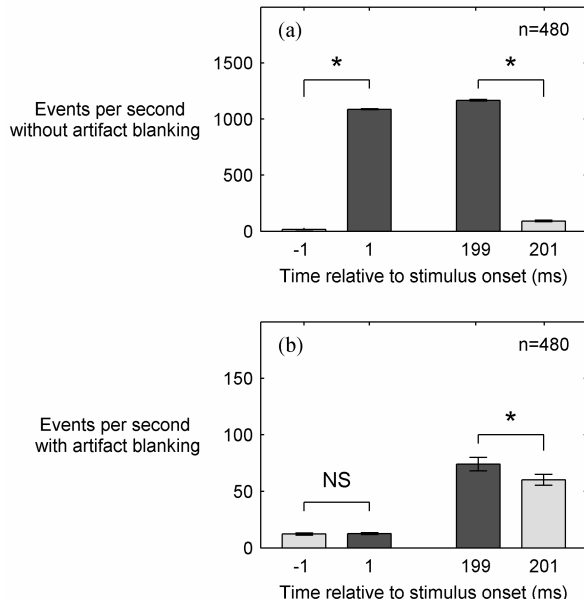 (a)
n=480
*
*
Events per second
without artifact blanking
1500
1000
500
0
-1 1 199 201
Time relative to stimulus onset (ms)
(b)
n=480
*
NS
Events per second
with artifact blanking
150
100
50
0
-1 1 199 201
Time relative to stimulus onset (ms)